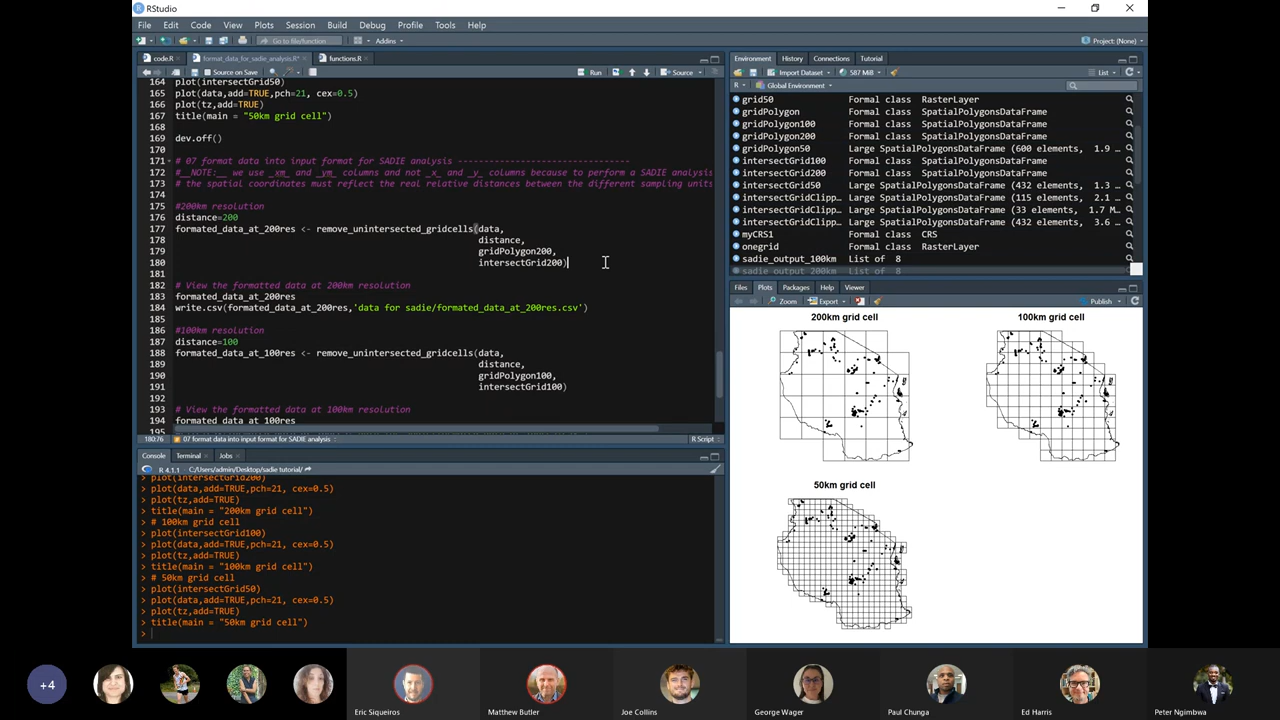 RStudio
File Edit Code View Plots Session Build Debug Profile Tools Help
Go to file/function Addins Project: (None)
code.R format_data_for_sadie_analysis.R* functions.R
Source on Save Run Source
164 plot(intersectGrid50)
165 plot(data,add=TRUE,pch=21, cex=0.5)
166 plot(tz,add=TRUE)
167 title(main = "50km grid cell")
168
169 dev.off()
170
171 # 07 format data into input format for SADIE analysis --------------------------------
172 #__NOTE:__ we use _xm_ and _ym_ columns and not _x_ and _y_ columns because to perform a SADIE analysis
173 # the spatial coordinates must reflect the real relative distances between the different sampling units
174
175 #200km resolution
176 distance=200
177 formated_data_at_200res <- remove_unintersected_gridcells(data,
178 distance,
179 gridPolygon200,
180 intersectGrid200)
181
182 # View the formatted data at 200km resolution
183 formated_data_at_200res
184 write.csv(formated_data_at_200res,'data for sadie/formated_data_at_200res.csv')
185
186 #100km resolution
187 distance=100
188 formated_data_at_100res <- remove_unintersected_gridcells(data,
189 distance,
190 gridPolygon100,
191 intersectGrid100)
192
193 # View the formatted data at 100km resolution
194 formated data at 100res
195
180:76 07 format data into input format for SADIE analysis R Script
Console Terminal Jobs
R 4.1.1 · C:/Users/admin/Desktop/sadie tutorial/
> plot(intersectGrid200)
> plot(data,add=TRUE,pch=21, cex=0.5)
> plot(tz,add=TRUE)
> title(main = "200km grid cell")
> # 100km grid cell
> plot(intersectGrid100)
> plot(data,add=TRUE,pch=21, cex=0.5)
> plot(tz,add=TRUE)
> title(main = "100km grid cell")
> # 50km grid cell
> plot(intersectGrid50)
> plot(data,add=TRUE,pch=21, cex=0.5)
> plot(tz,add=TRUE)
> title(main = "50km grid cell")
>
Environment History Connections Tutorial
Import Dataset 587 MiB List
R Global Environment
grid50 Formal class RasterLayer
gridPolygon Formal class SpatialPolygonsDataFrame
gridPolygon100 Formal class SpatialPolygonsDataFrame
gridPolygon200 Formal class SpatialPolygonsDataFrame
gridPolygon50 Large SpatialPolygonsDataFrame (600 elements, 1.9 …
intersectGrid100 Formal class SpatialPolygonsDataFrame
intersectGrid200 Formal class SpatialPolygonsDataFrame
intersectGrid50 Large SpatialPolygonsDataFrame (432 elements, 1.3 …
intersectGridClipp… Large SpatialPolygonsDataFrame (115 elements, 2.1 …
intersectGridClipp… Large SpatialPolygonsDataFrame (33 elements, 1.7 M…
intersectGridClipp… Large SpatialPolygonsDataFrame (432 elements, 3.6 …
myCRS1 Formal class CRS
onegrid Formal class RasterLayer
sadie_output_100km List of 8
sadie output 200km List of 8
Files Plots Packages Help Viewer
Zoom Export Publish
200km grid cell
100km grid cell
50km grid cell
+4
Eric Siqueiros
Matthew Butler
Joe Collins
George Wager
Paul Chunga
Ed Harris
Peter Ngimbwa